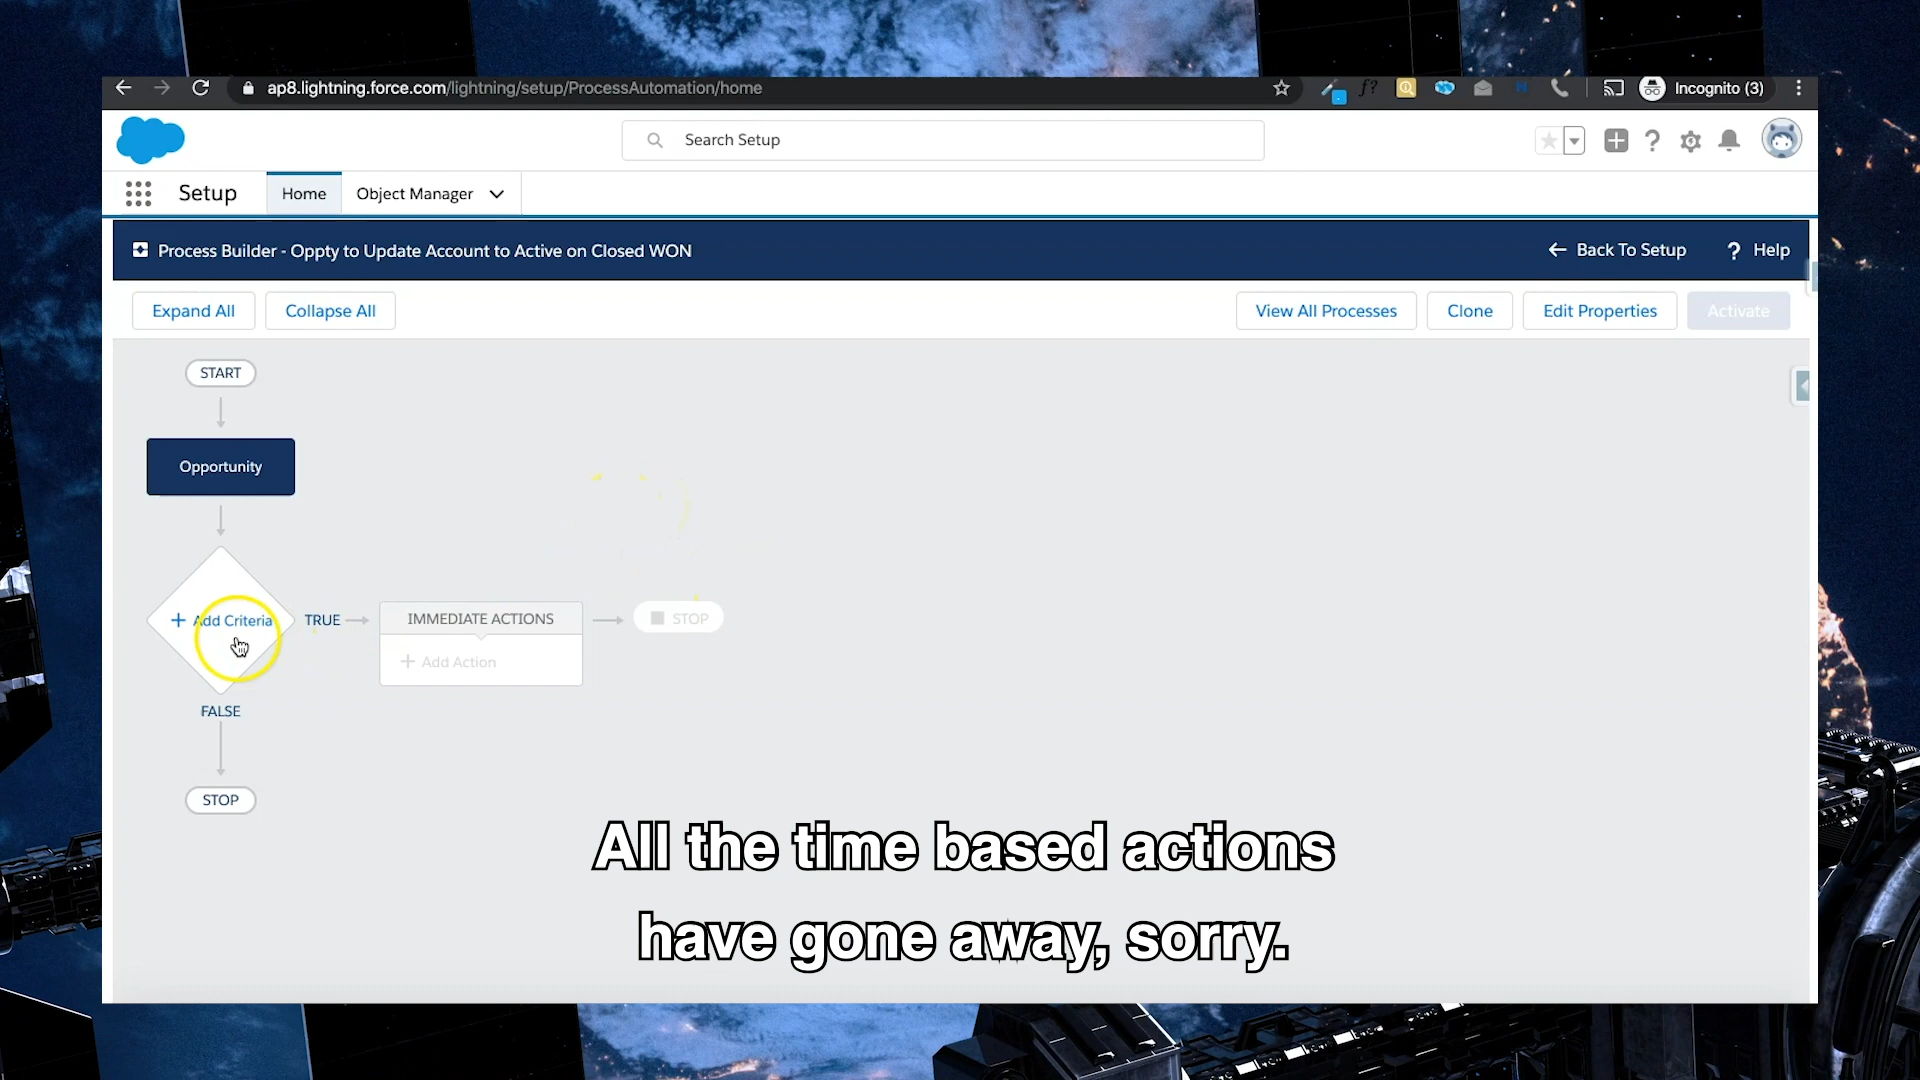 ap8.lightning.force.com/lightning/setup/ProcessAutomation/home
f?
Incognito (3)
Search Setup
Setup
Home
Object Manager
Process Builder - Oppty to Update Account to Active on Closed WON
Back To Setup
? Help
Expand All
Collapse All
View All Processes
Clone
Edit Properties
Activate
START
Opportunity
+ Add Criteria
TRUE
IMMEDIATE ACTIONS
STOP
+ Add Action
FALSE
STOP
All the time based actions
have gone away, sorry.